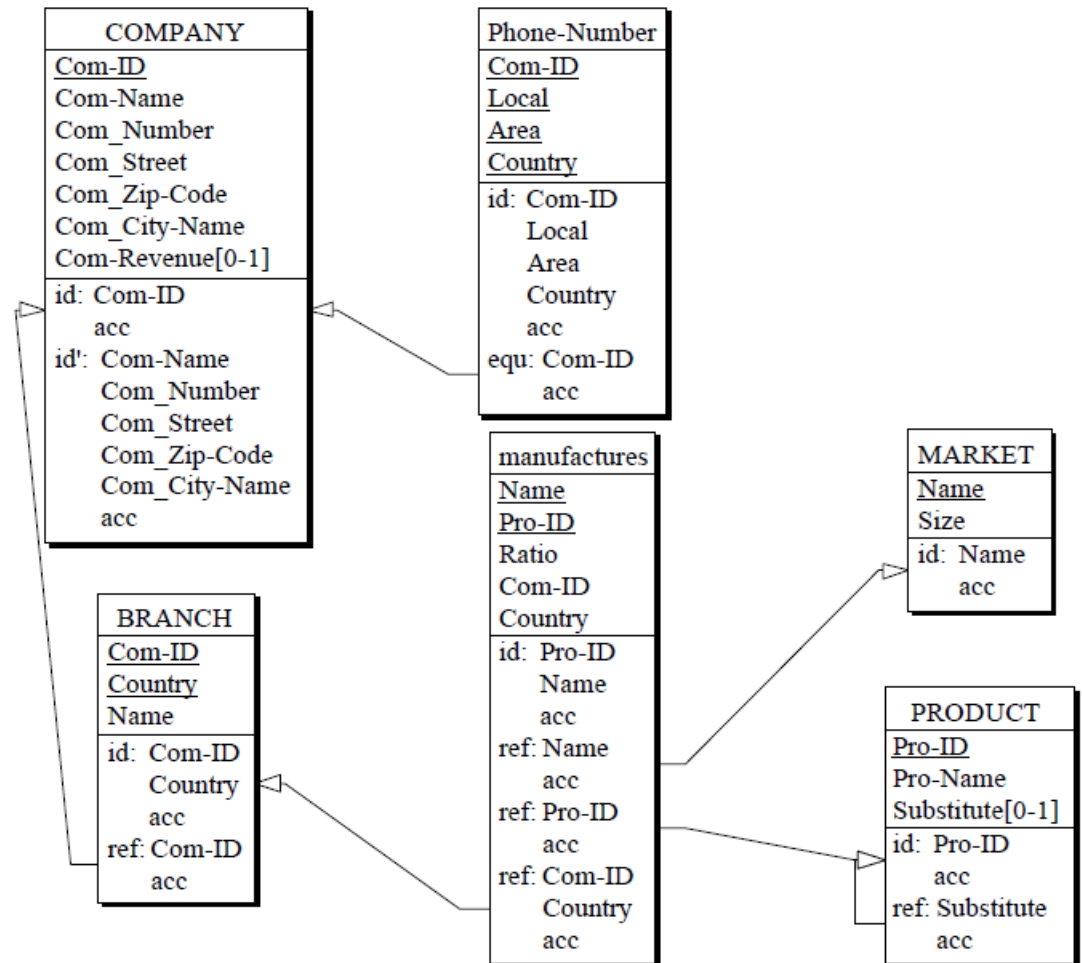 COMPANY
Com-ID
Com-Name
Com_Number
Com_Street
Com_Zip-Code
Com_City-Name
Com-Revenue[0-1]
id: Com-ID
acc
id': Com-Name
Com_Number
Com_Street
Com_Zip-Code
Com_City-Name
acc
Phone-Number
Com-ID
Local
Area
Country
id: Com-ID
Local
Area
Country
acc
equ: Com-ID
acc
BRANCH
Com-ID
Country
Name
id: Com-ID
Country
acc
ref: Com-ID
acc
manufactures
Name
Pro-ID
Ratio
Com-ID
Country
id: Pro-ID
Name
acc
ref: Name
acc
ref: Pro-ID
acc
ref: Com-ID
Country
acc
MARKET
Name
Size
id: Name
acc
PRODUCT
Pro-ID
Pro-Name
Substitute[0-1]
id: Pro-ID
acc
ref: Substitute
acc